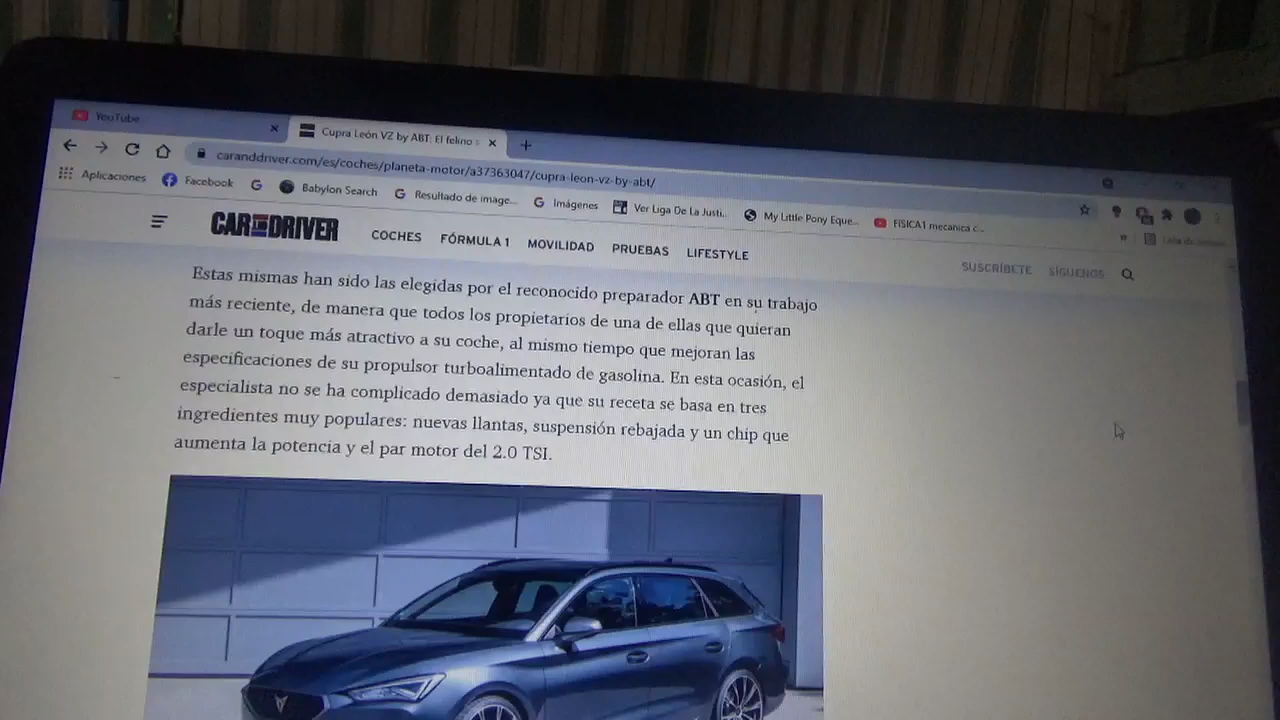 YouTube
Cupra León VZ by ABT: El felino s
caranddriver.com/es/coches/planeta-motor/a37363047/cupra-leon-vz-by-abt/
Aplicaciones Facebook Babylon Search Resultado de image... Imágenes Ver Liga De La Justi... My Little Pony Eque... FISICA1 mecanica c...
CAR AND DRIVER COCHES FÓRMULA 1 MOVILIDAD PRUEBAS LIFESTYLE SUSCRÍBETE SÍGUENOS
Estas mismas han sido las elegidas por el reconocido preparador ABT en su trabajo
más reciente, de manera que todos los propietarios de una de ellas que quieran
darle un toque más atractivo a su coche, al mismo tiempo que mejoran las
especificaciones de su propulsor turboalimentado de gasolina. En esta ocasión, el
especialista no se ha complicado demasiado ya que su receta se basa en tres
ingredientes muy populares: nuevas llantas, suspensión rebajada y un chip que
aumenta la potencia y el par motor del 2.0 TSI.